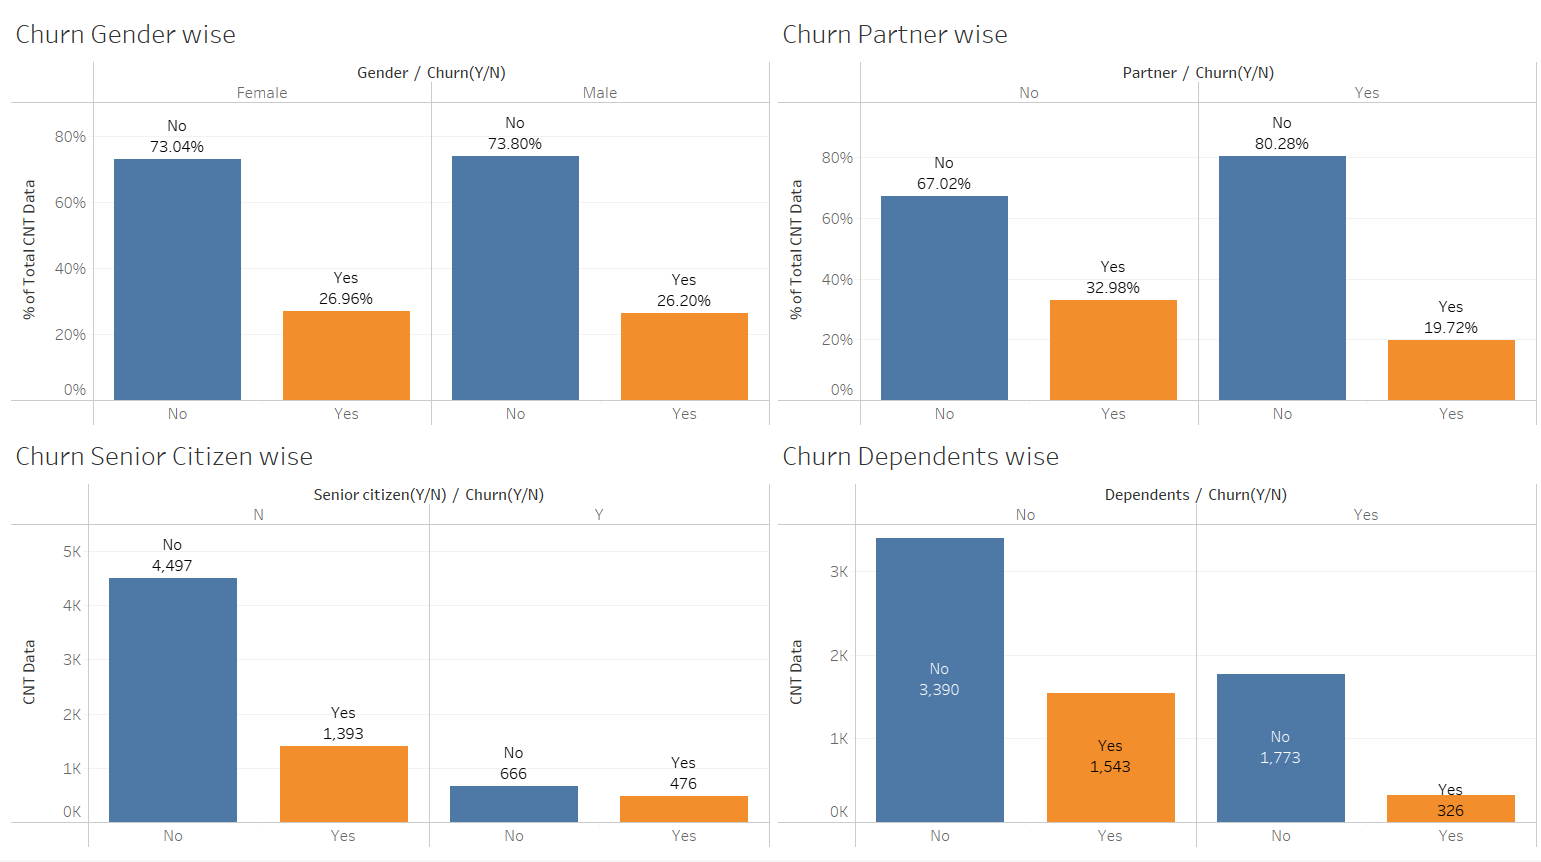 Churn Gender wise
Gender / Churn(Y/N)
Female
Male
% of Total CNT Data
80%
60%
40%
20%
0%
No
73.04%
Yes
26.96%
No
73.80%
Yes
26.20%
No
Yes
No
Yes
Churn Partner wise
Partner / Churn(Y/N)
No
Yes
% of Total CNT Data
80%
60%
40%
20%
0%
No
67.02%
Yes
32.98%
No
80.28%
Yes
19.72%
No
Yes
No
Yes
Churn Senior Citizen wise
Senior citizen(Y/N) / Churn(Y/N)
N
Y
CNT Data
5K
4K
3K
2K
1K
0K
No
4,497
Yes
1,393
No
666
Yes
476
No
Yes
No
Yes
Churn Dependents wise
Dependents / Churn(Y/N)
No
Yes
CNT Data
3K
2K
1K
0K
No
3,390
Yes
1,543
No
1,773
Yes
326
No
Yes
No
Yes